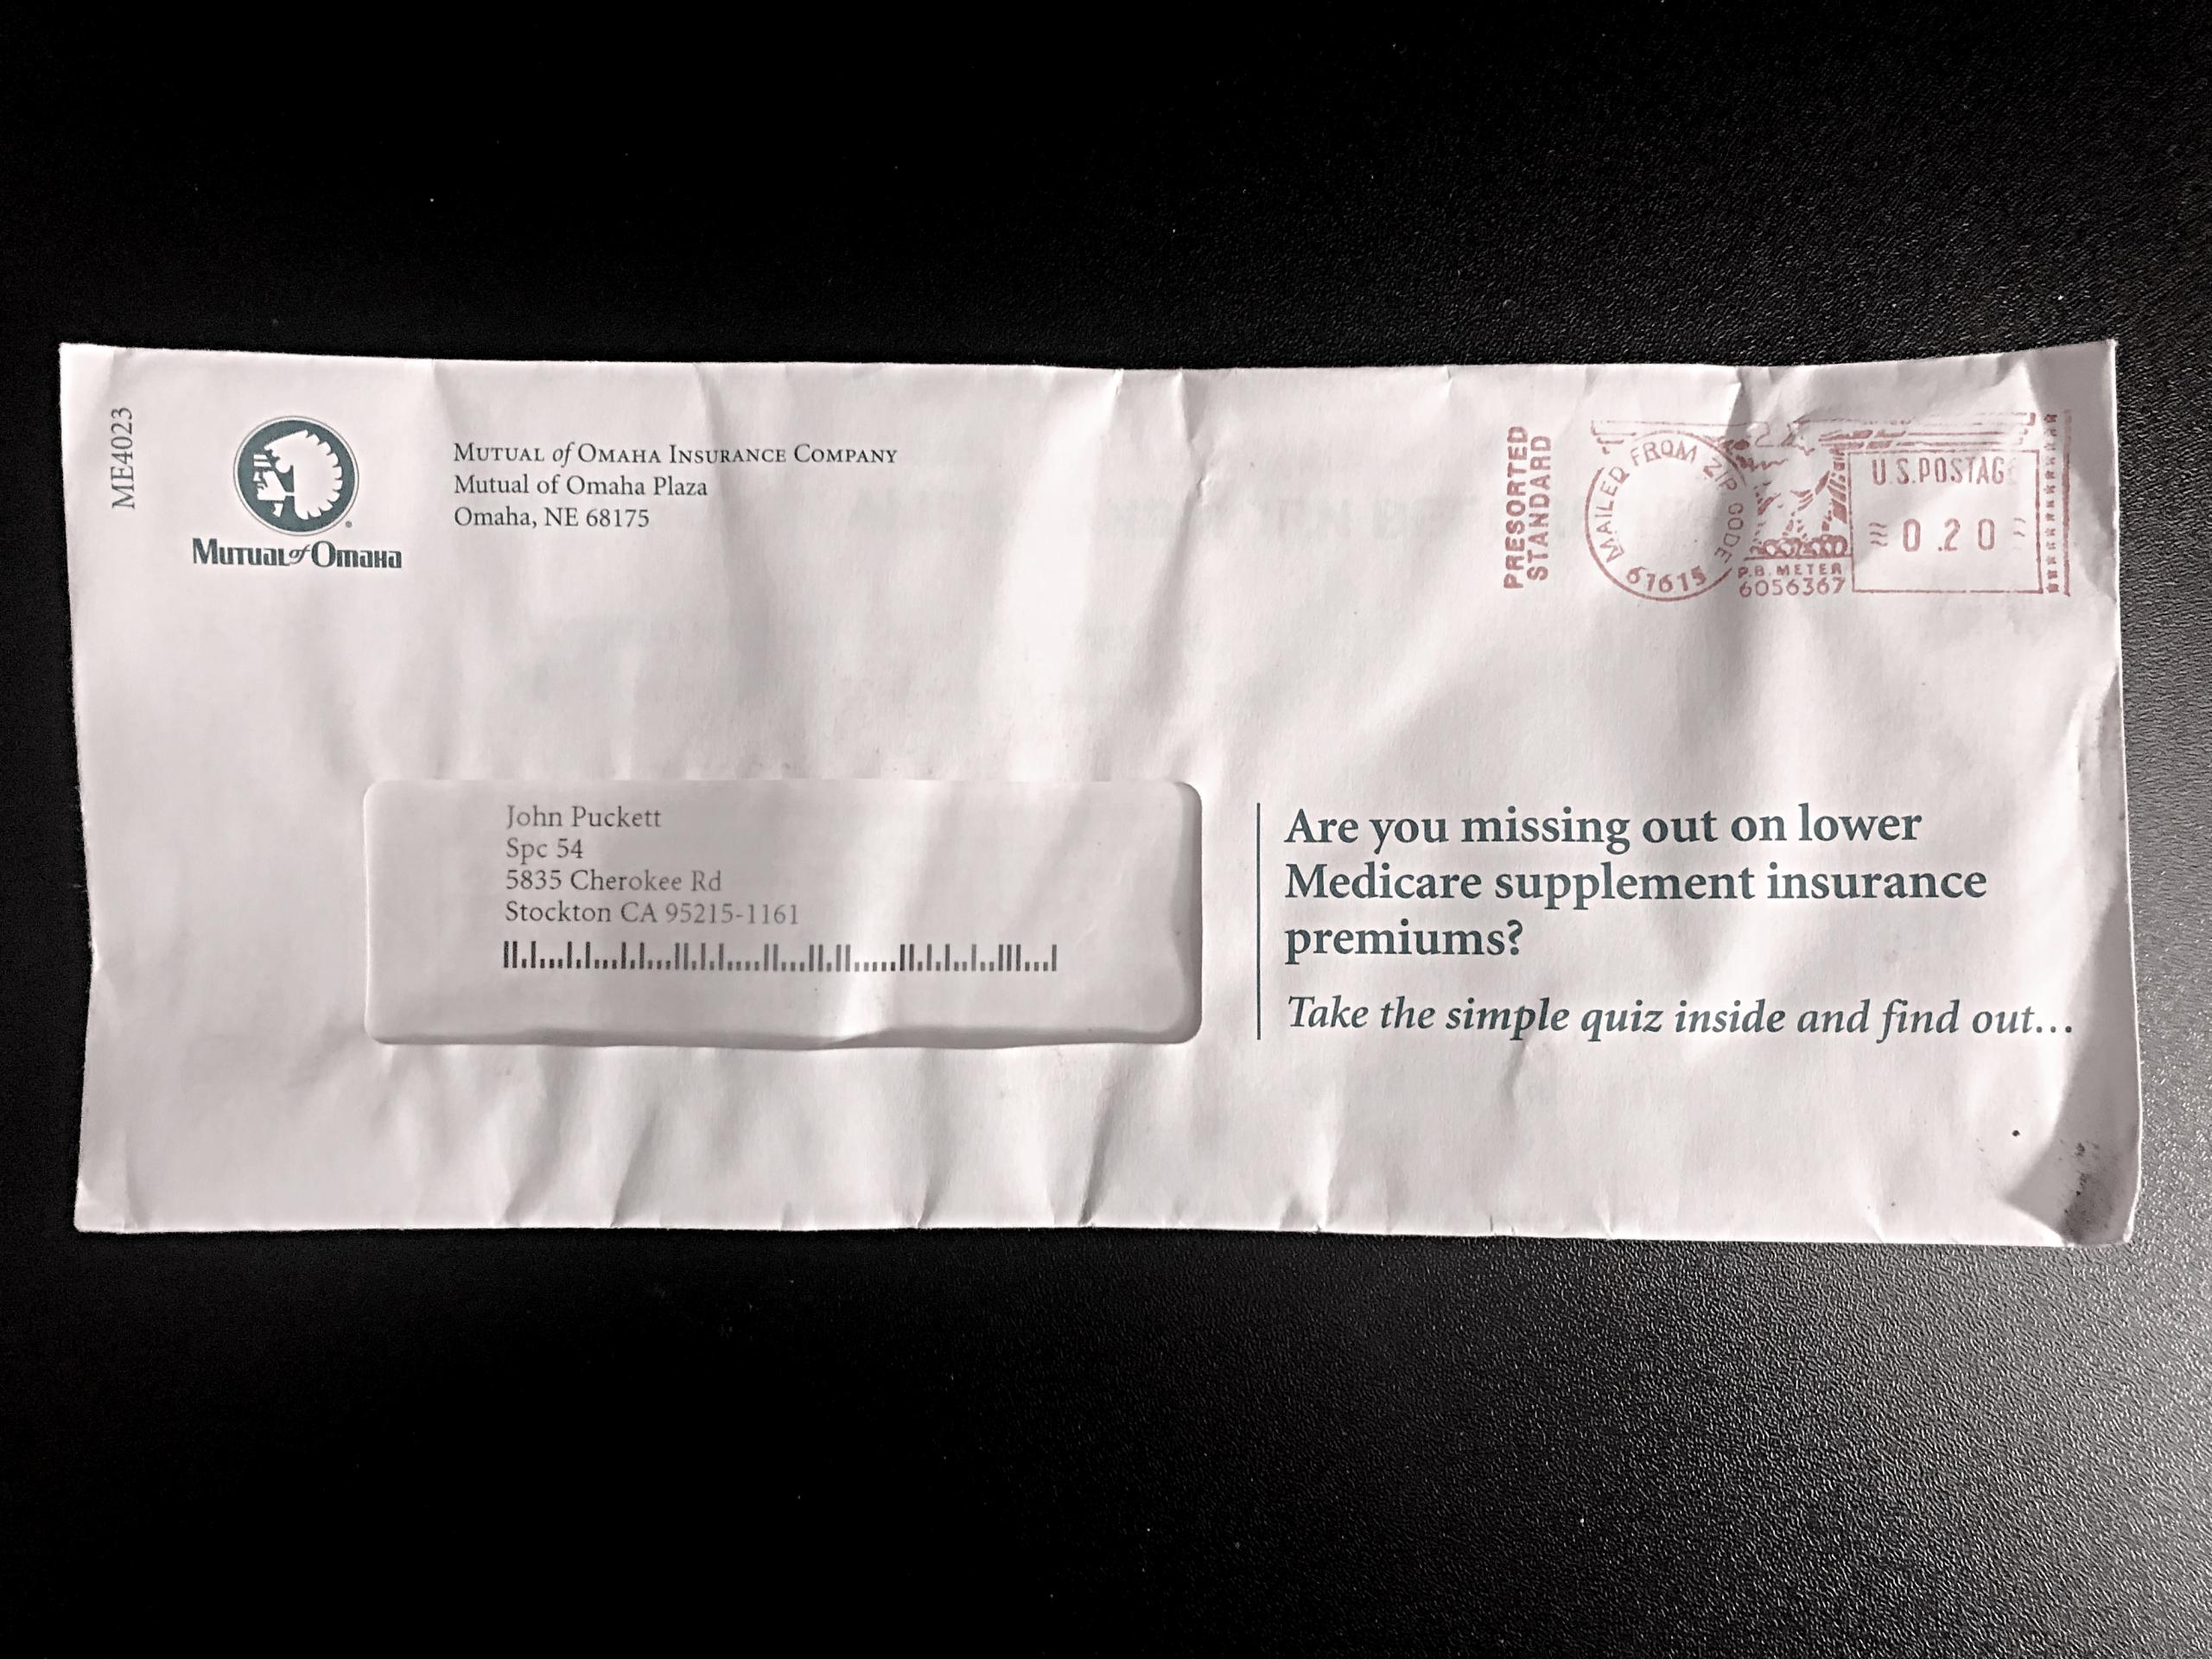 ME4023
Mutual of Omaha
MUTUAL of OMAHA INSURANCE COMPANY
Mutual of Omaha Plaza
Omaha, NE 68175
PRESORTED
STANDARD
MAILED FROM ZIP CODE
61615
P.B. METER
6056367
U.S.POSTAG
0.20
John Puckett
Spc 54
5835 Cherokee Rd
Stockton CA 95215-1161
Are you missing out on lower
Medicare supplement insurance
premiums?
Take the simple quiz inside and find out...